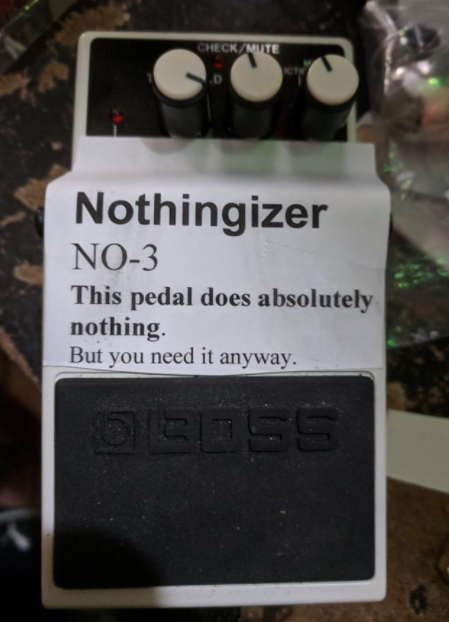 CHECK/MUTE
Nothingizer
NO-3
This pedal does absolutely
nothing.
But you need it anyway.
BOSS